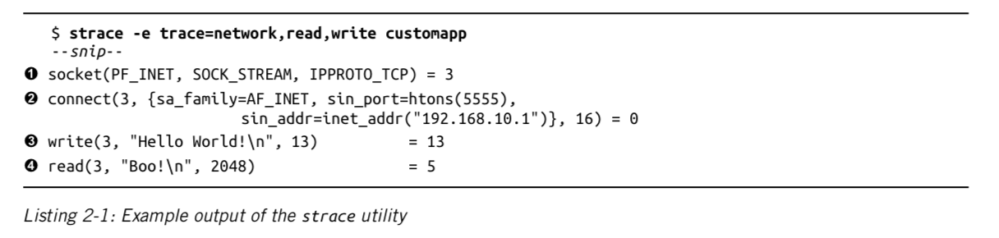 $ strace -e trace=network,read,write customapp
--snip--
❶ socket(PF_INET, SOCK_STREAM, IPPROTO_TCP) = 3
❷ connect(3, {sa_family=AF_INET, sin_port=htons(5555),
sin_addr=inet_addr("192.168.10.1")}, 16) = 0
❸ write(3, "Hello World!\n", 13) = 13
❹ read(3, "Boo!\n", 2048) = 5
Listing 2-1: Example output of the strace utility